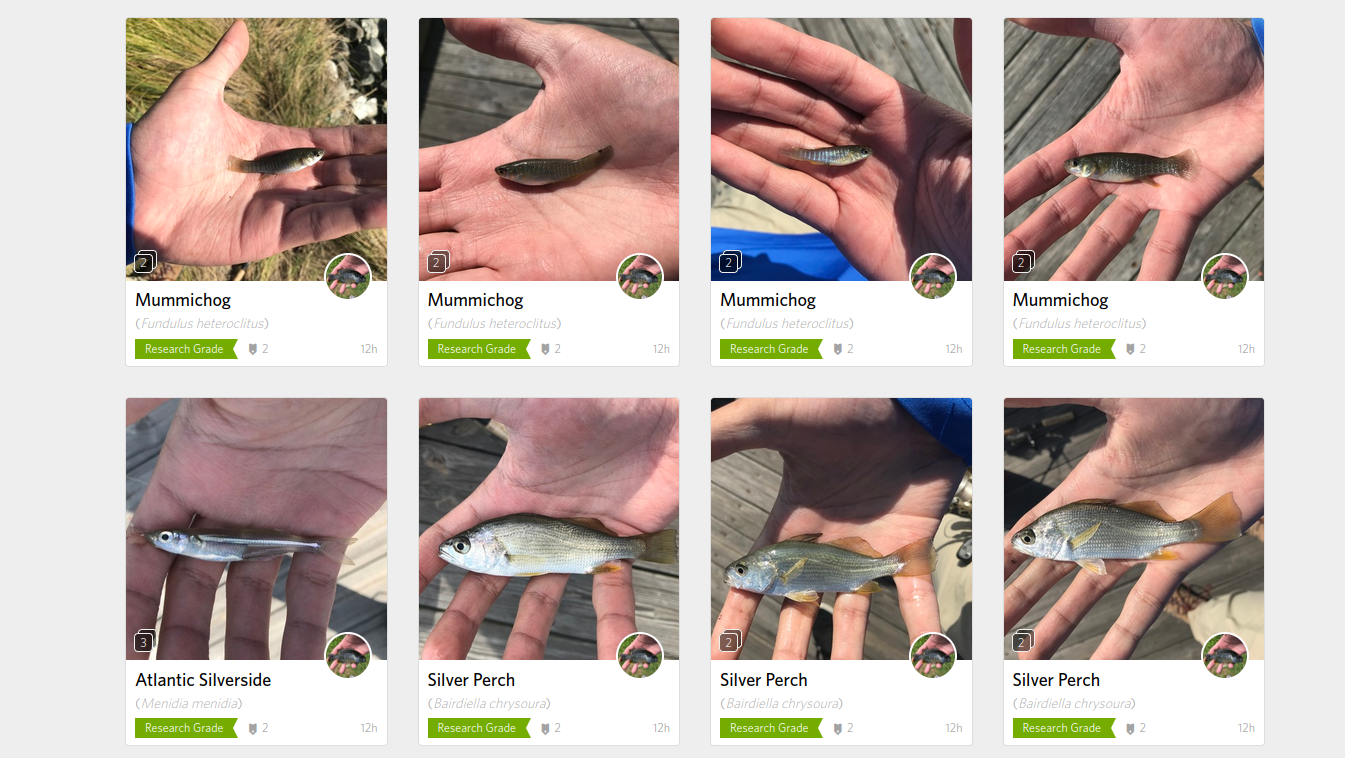 2
2
2
2
Mummichog
Mummichog
Mummichog
Mummichog
(Fundulus heteroclitus)
(Fundulus heteroclitus)
(Fundulus heteroclitus)
(Fundulus heteroclitus)
Research Grade 2 12h
Research Grade 2 12h
Research Grade 2 12h
Research Grade 2 12h
3
2
2
Atlantic Silverside
Silver Perch
Silver Perch
Silver Perch
(Menidia menidia)
(Bairdiella chrysoura)
(Bairdiella chrysoura)
(Bairdiella chrysoura)
Research Grade 2 12h
Research Grade 2 12h
Research Grade 2 12h
Research Grade 2 12h